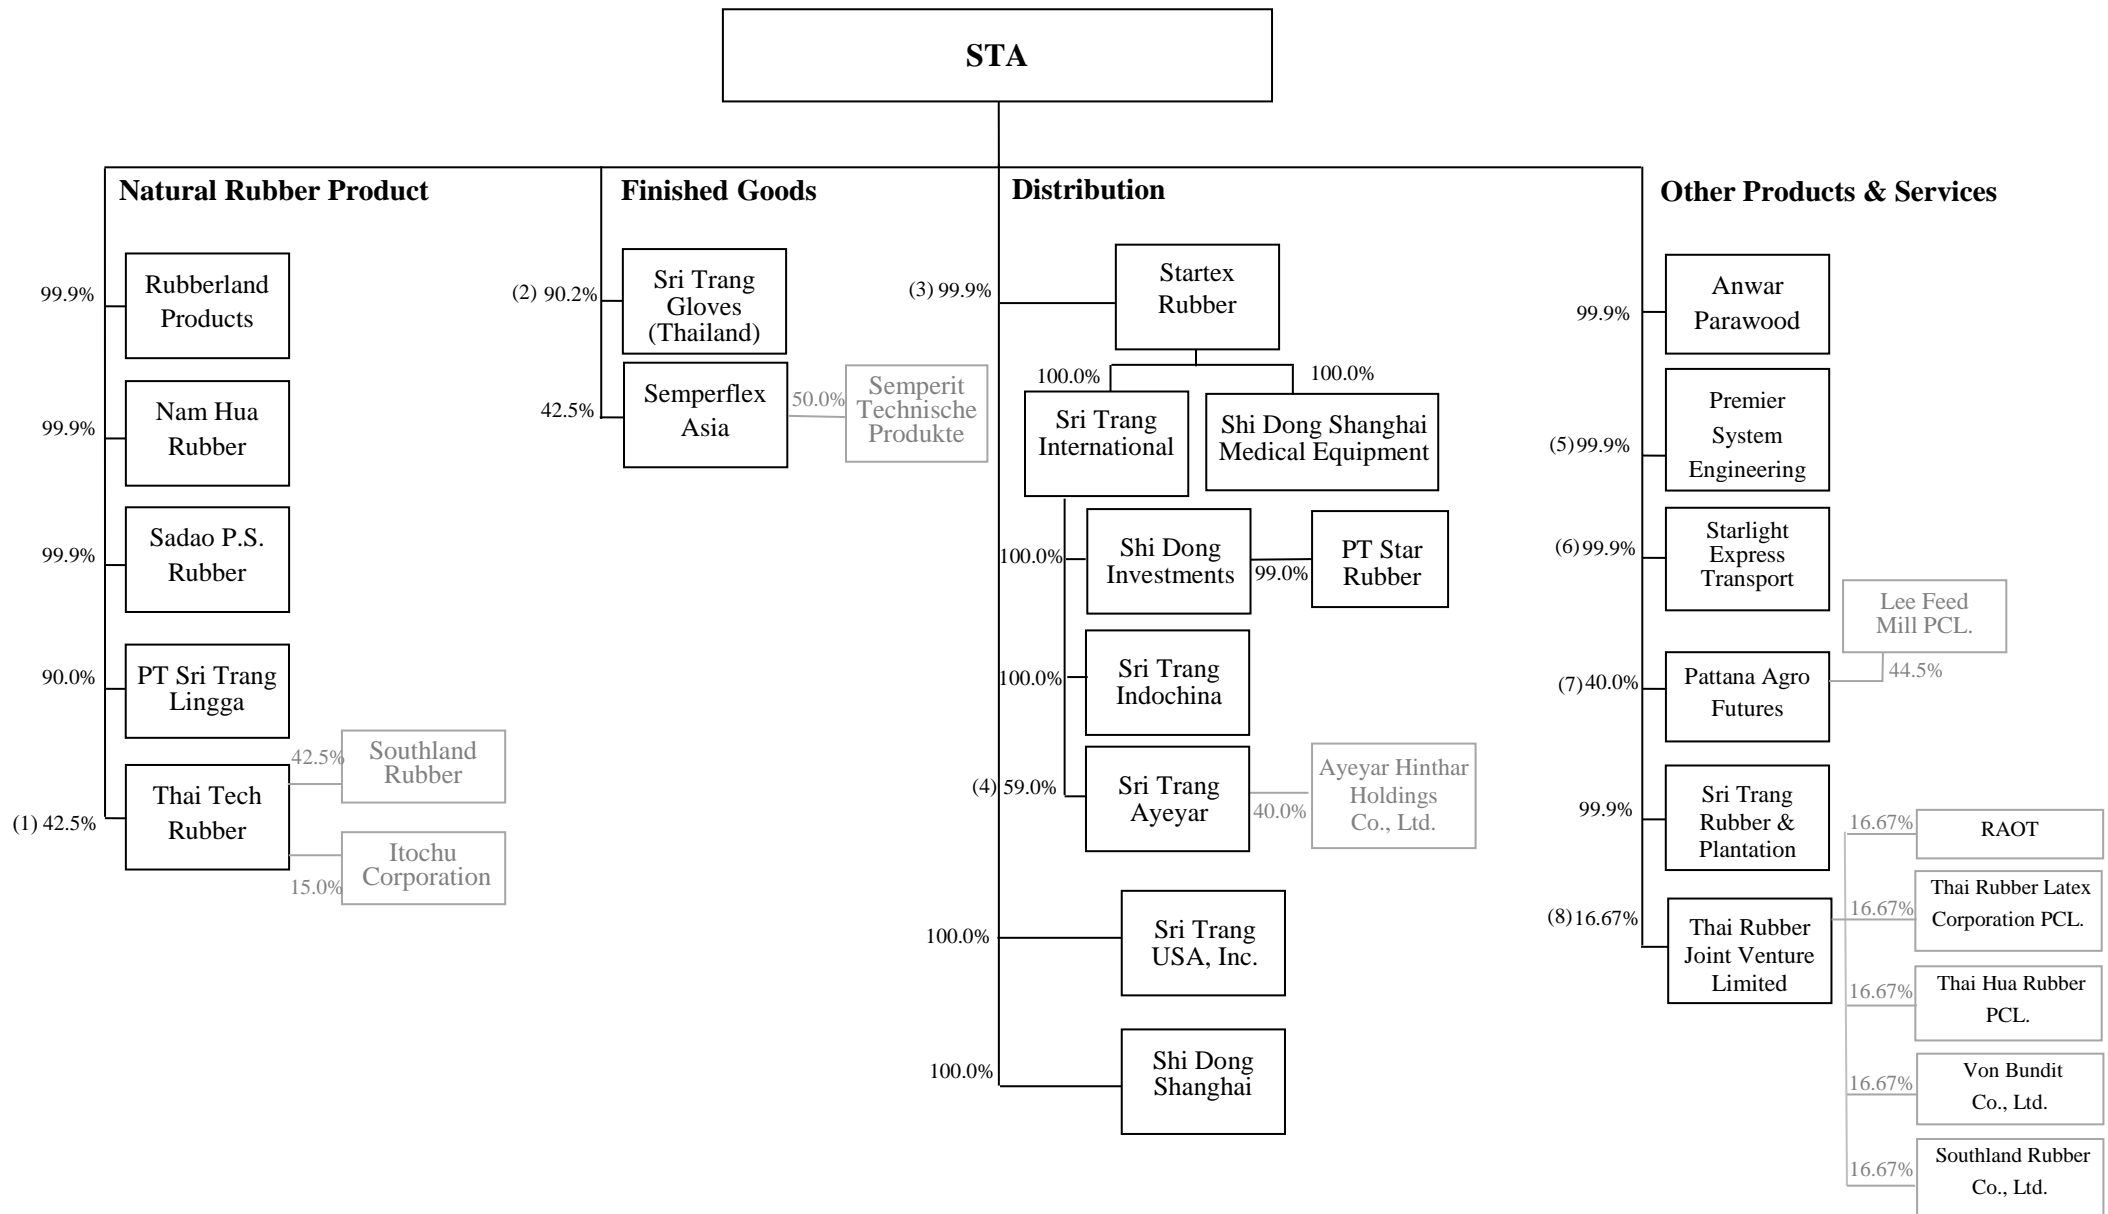 STA
Natural Rubber Product
99.9%
Rubberland
Products
99.9%
Nam Hua
Rubber
99.9%
Sadao P.S.
Rubber
90.0%
PT Sri Trang
Lingga
(1) 42.5%
Thai Tech
Rubber
42.5%
Southland
Rubber
15.0%
Itochu
Corporation
Finished Goods
(2) 90.2%
Sri Trang
Gloves
(Thailand)
42.5%
Semperflex
Asia
50.0%
Semperit
Technische
Produkte
Distribution
(3) 99.9%
Startex
Rubber
100.0%
Sri Trang
International
100.0%
Shi Dong Shanghai
Medical Equipment
100.0%
Shi Dong
Investments
99.0%
PT Star
Rubber
100.0%
Sri Trang
Indochina
(4) 59.0%
Sri Trang
Ayeyar
40.0%
Ayeyar Hinthar
Holdings
Co., Ltd.
100.0%
Sri Trang
USA, Inc.
100.0%
Shi Dong
Shanghai
Other Products & Services
99.9%
Anwar
Parawood
(5) 99.9%
Premier
System
Engineering
(6) 99.9%
Starlight
Express
Transport
(7) 40.0%
Pattana Agro
Futures
Lee Feed
Mill PCL.
44.5%
99.9%
Sri Trang
Rubber &
Plantation
(8) 16.67%
Thai Rubber
Joint Venture
Limited
16.67%
RAOT
16.67%
Thai Rubber Latex
Corporation PCL.
16.67%
Thai Hua Rubber
PCL.
16.67%
Von Bundit
Co., Ltd.
16.67%
Southland Rubber
Co., Ltd.